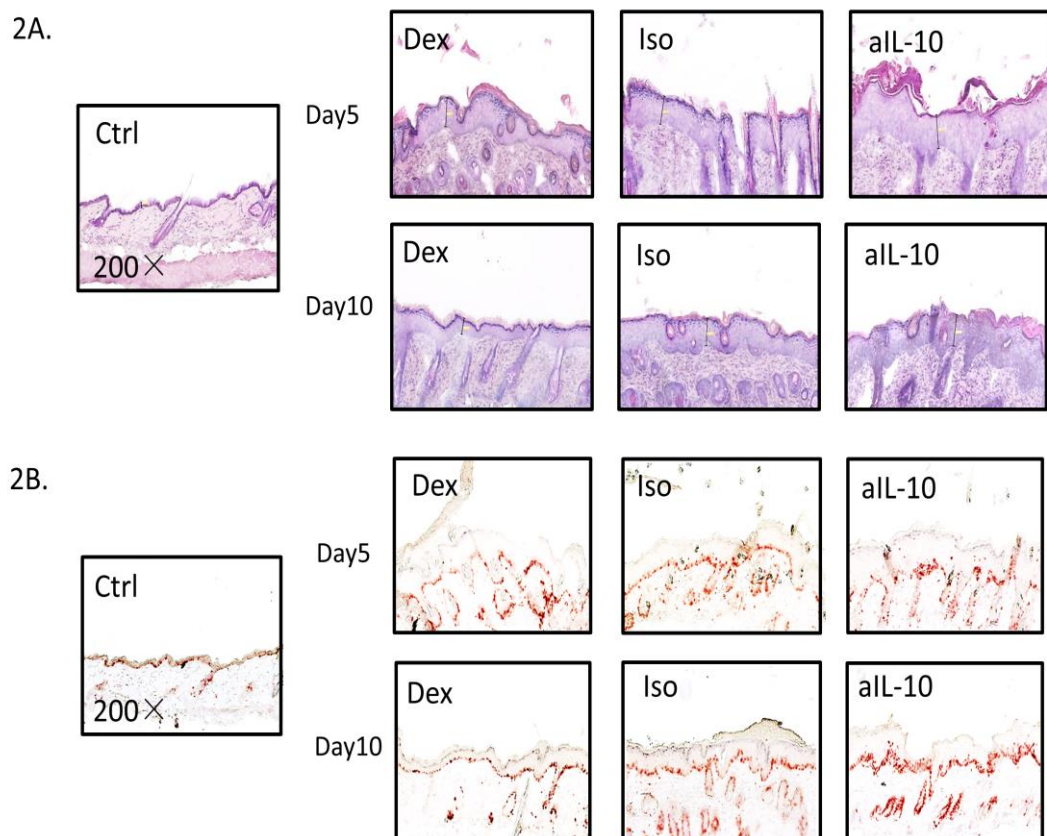 2A.
Ctrl
200×
Day5
Dex
Iso
aIL-10
Day10
Dex
Iso
aIL-10
2B.
Ctrl
200×
Day5
Dex
Iso
aIL-10
Day10
Dex
Iso
aIL-10